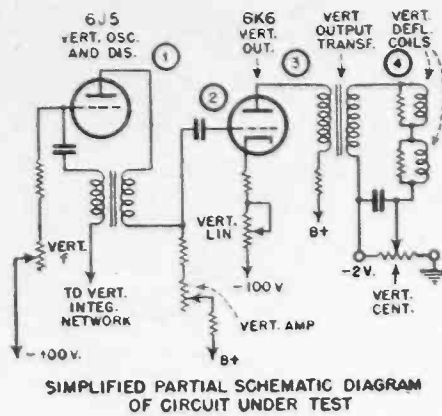 6J5
VERT. OSC.
AND DIS.
1
6K6
VERT.
OUT.
2
3
VERT
OUTPUT
TRANSF.
VERT.
DEFL.
COILS
4
VERT.
TO VERT.
INTEG.
NETWORK
-100V.
VERT.
LIN
-100V
VERT. AMP
B+
B+
-2V.
VERT.
CENT.
SIMPLIFIED PARTIAL SCHEMATIC DIAGRAM
OF CIRCUIT UNDER TEST